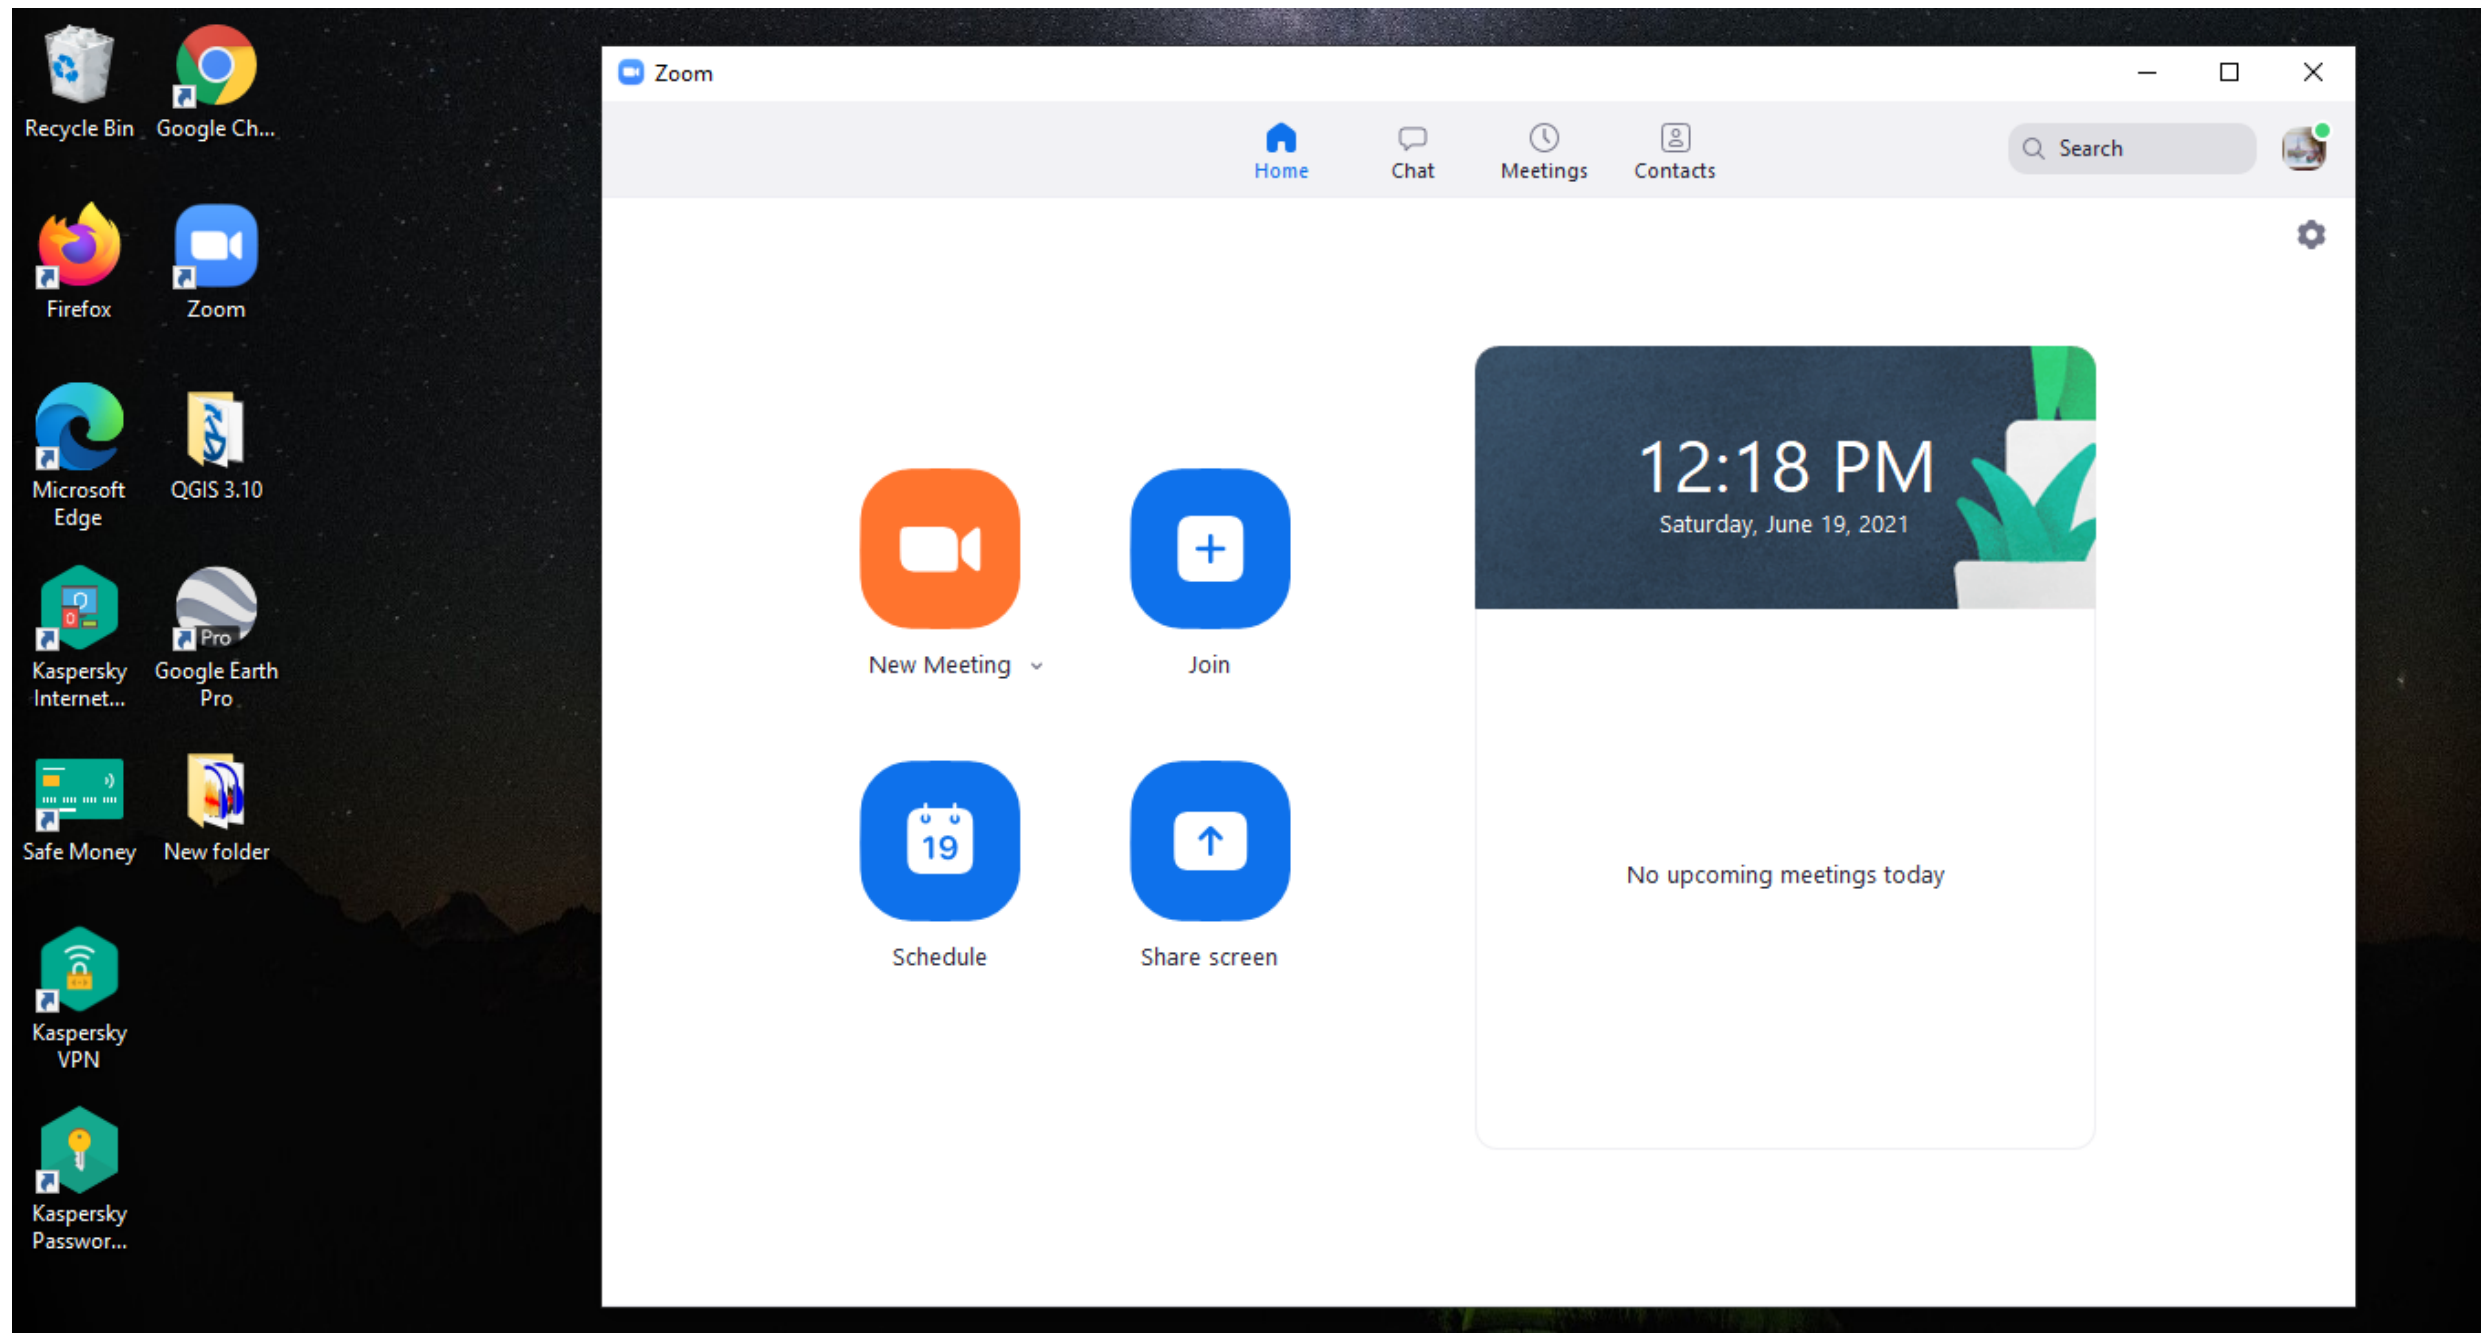 Recycle Bin
Google Ch...
Firefox
Zoom
Microsoft
Edge
QGIS 3.10
Kaspersky
Internet...
Pro
Google Earth
Pro
Safe Money
New folder
Kaspersky
VPN
Kaspersky
Passwor...
Zoom
Home
Chat
Meetings
Contacts
Search
New Meeting
Join
19
Schedule
Share screen
12:18 PM
Saturday, June 19, 2021
No upcoming meetings today